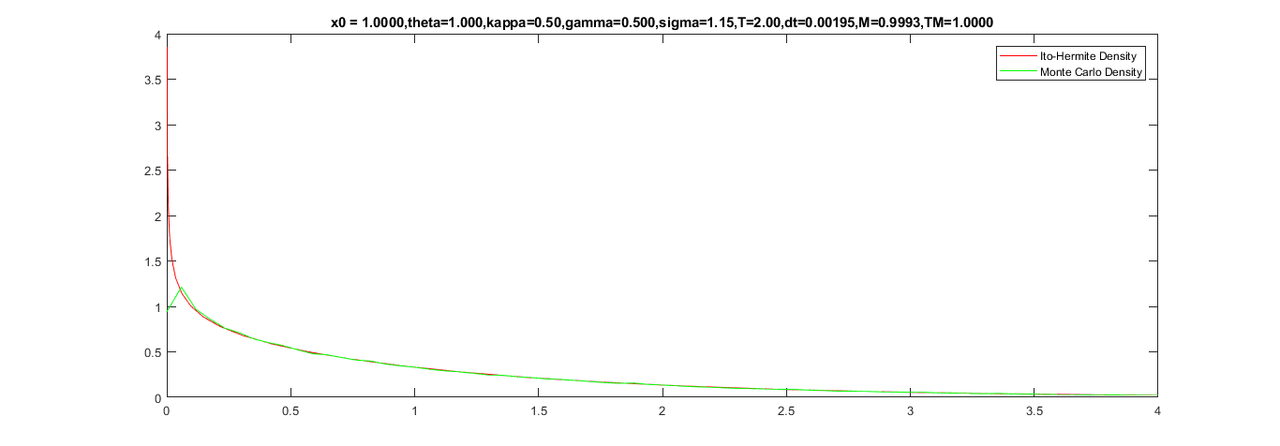 x0 = 1.0000,theta=1.000,kappa=0.50,gamma=0.500,sigma=1.15,T=2.00,dt=0.00195,M=0.9993,TM=1.0000
Ito-Hermite Density
Monte Carlo Density
4
3.5
3
2.5
2
1.5
1
0.5
0
0 0.5 1 1.5 2 2.5 3 3.5 4